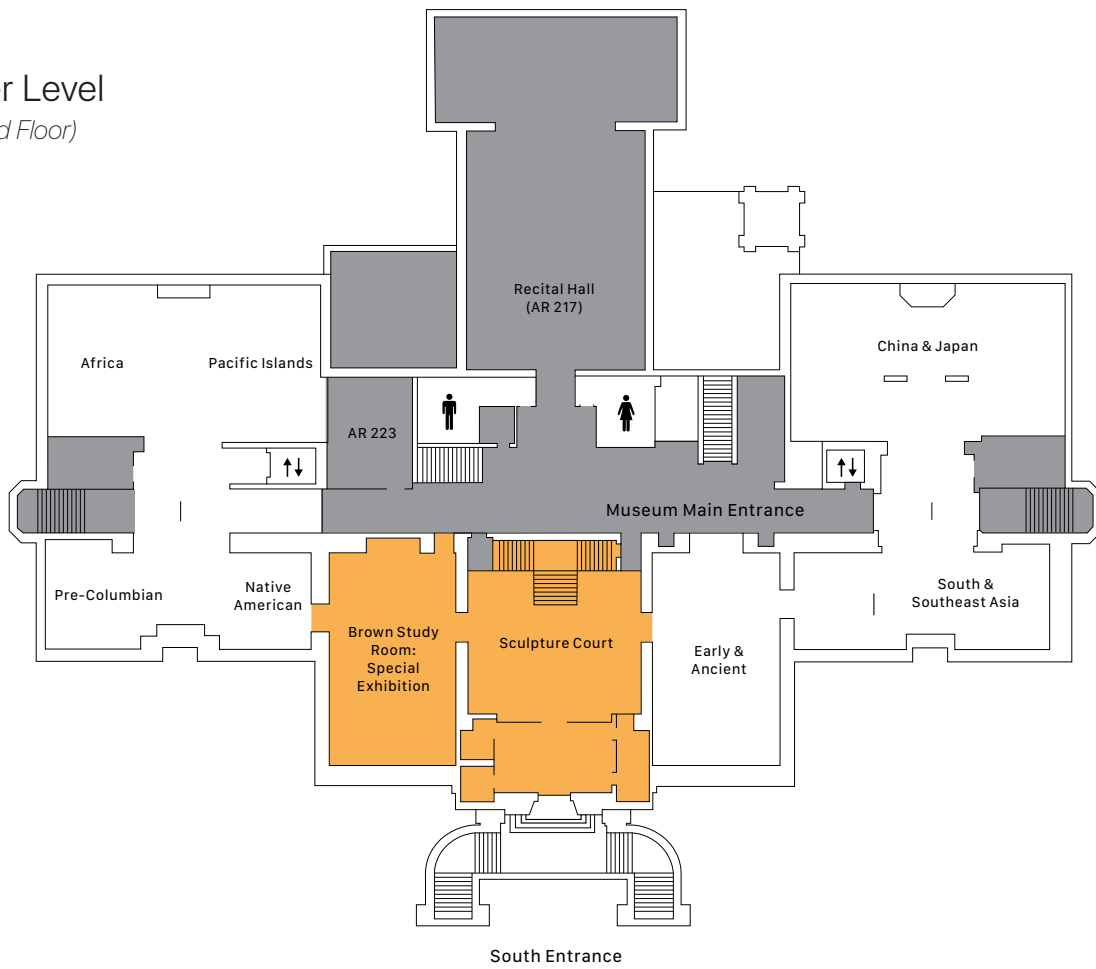 r Level
d Floor)
Recital Hall
(AR 217)
Africa
Pacific Islands
China & Japan
AR 223
Museum Main Entrance
Pre-Columbian
Native
American
South &
Southeast Asia
Brown Study
Room:
Special
Exhibition
Sculpture Court
Early &
Ancient
South Entrance